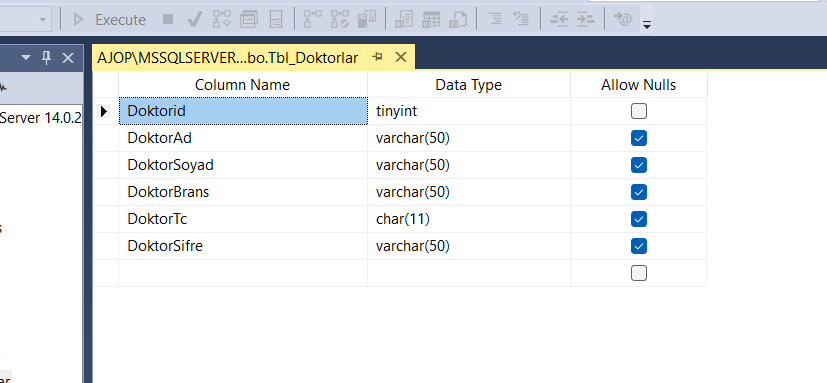 Execute
AJOP\MSSQLSERVER...bo.Tbl_Doktorlar
Server 14.0.2
Column Name Data Type Allow Nulls
Doktorid tinyint
DoktorAd varchar(50)
DoktorSoyad varchar(50)
DoktorBrans varchar(50)
DoktorTc char(11)
DoktorSifre varchar(50)